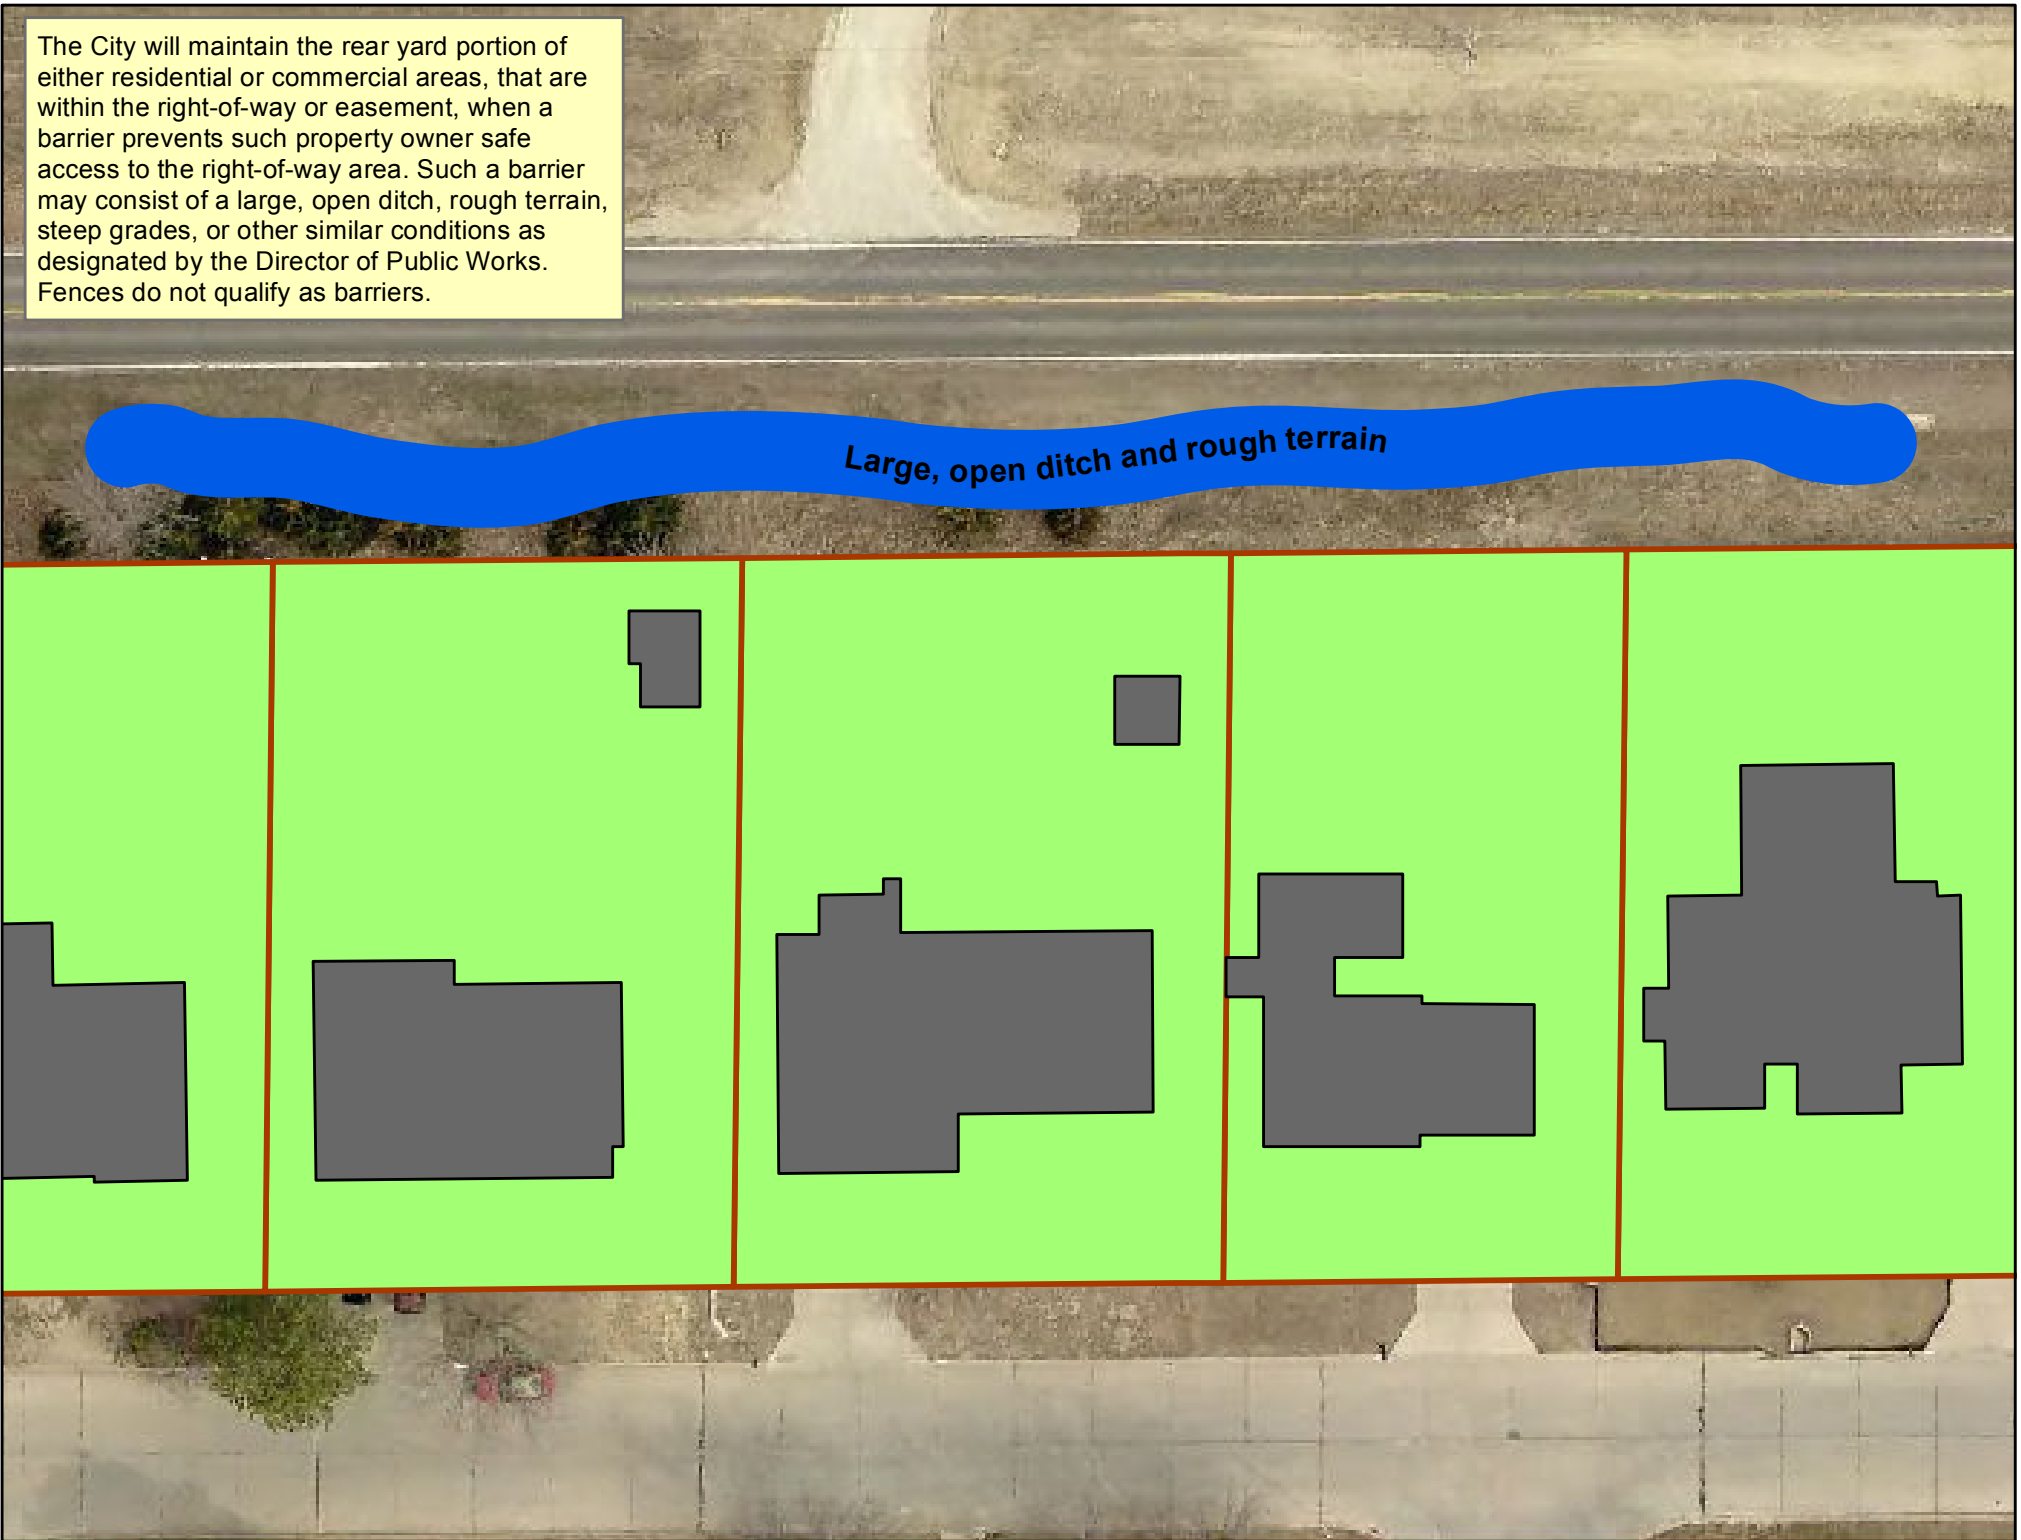 The City will maintain the rear yard portion of
either residential or commercial areas, that are
within the right-of-way or easement, when a
barrier prevents such property owner safe
access to the right-of-way area. Such a barrier
may consist of a large, open ditch, rough terrain,
steep grades, or other similar conditions as
designated by the Director of Public Works.
Fences do not qualify as barriers.
Large, open ditch and rough terrain